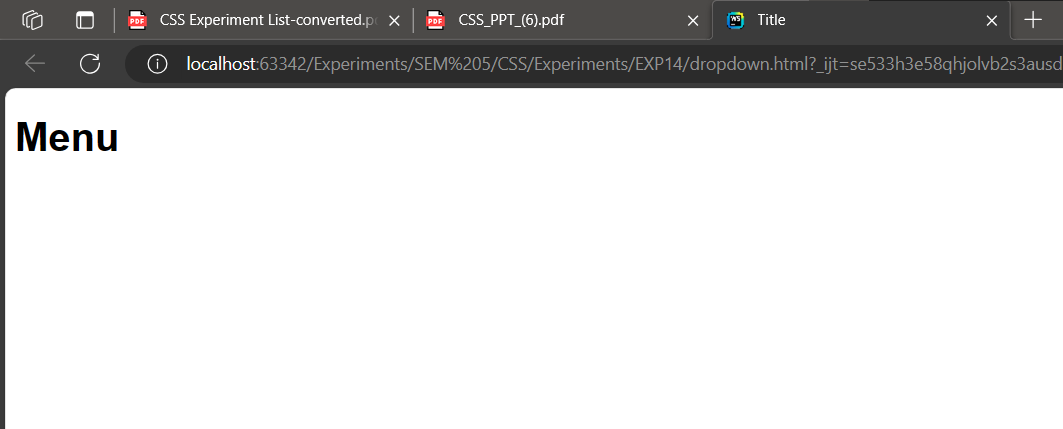 CSS Experiment List-converted.pd
CSS_PPT_(6).pdf
Title
localhost:63342/Experiments/SEM%205/CSS/Experiments/EXP14/dropdown.html?_ijt=se533h3e58qhjolvb2s3ausd
Menu